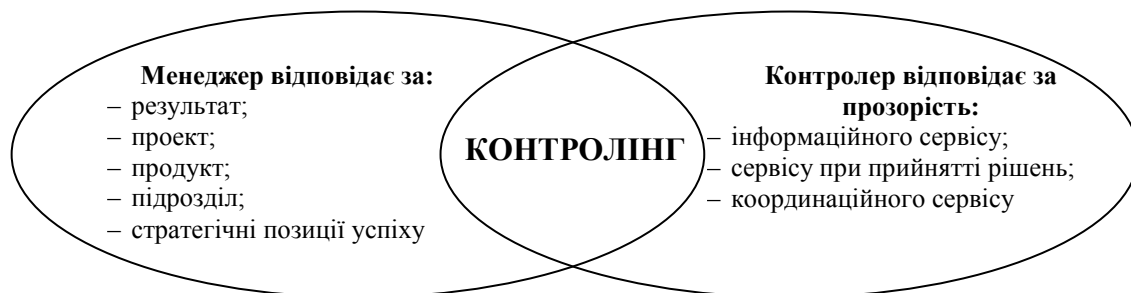 Менеджер відповідає за:
– результат;
– проект;
– продукт;
– підрозділ;
– стратегічні позиції успіху
КОНТРОЛІНГ
Контролер відповідає за
прозорість:
– інформаційного сервісу;
– сервісу при прийнятті рішень;
– координаційного сервісу